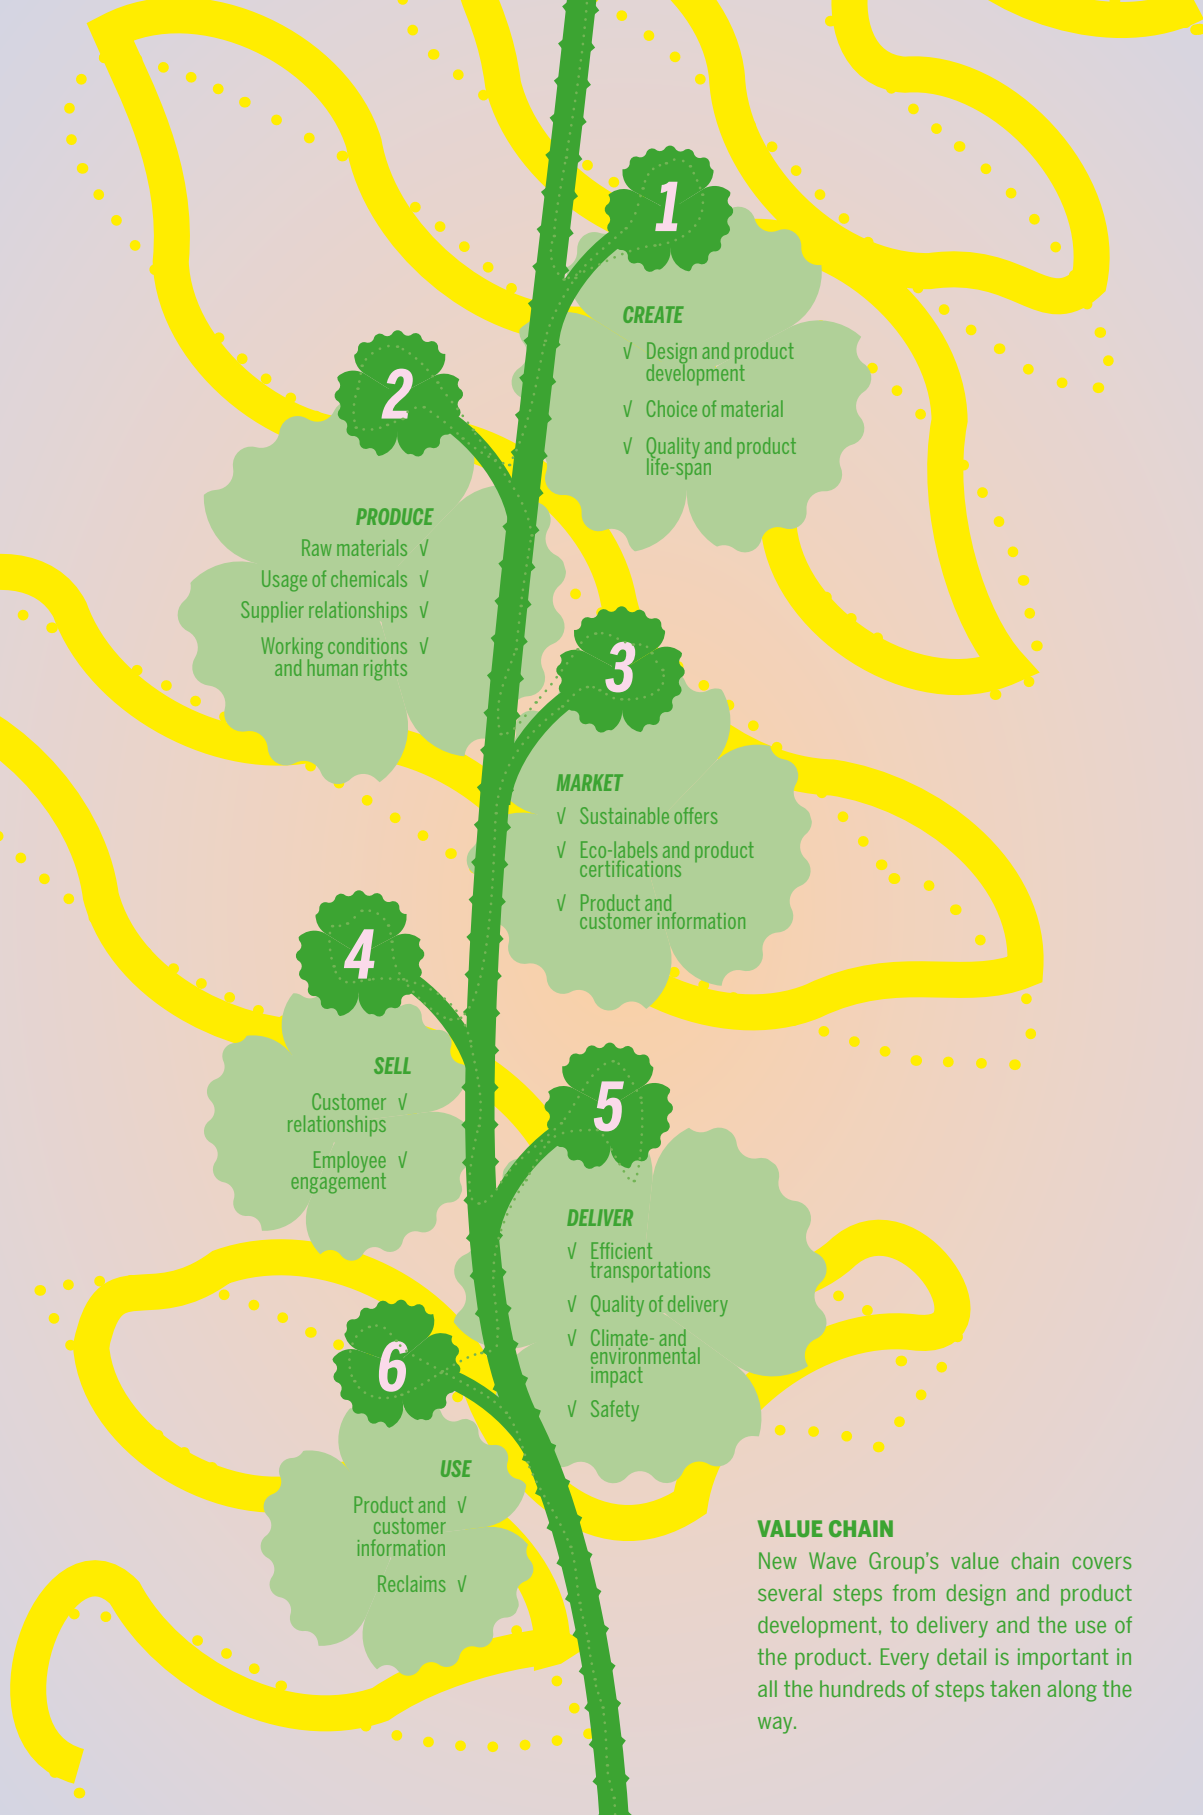 1
CREATE
√ Design and product
development
√ Choice of material
√ Quality and product
life-span
2
PRODUCE
Raw materials √
Usage of chemicals √
Supplier relationships √
Working conditions √
and human rights
3
MARKET
√ Sustainable offers
√ Eco-labels and product
certifications
√ Product and
customer information
4
SELL
Customer √
relationships
Employee √
engagement
5
DELIVER
√ Efficient
transportations
√ Quality of delivery
√ Climate- and
environmental
impact
√ Safety
6
USE
Product and √
customer
information
Reclaims √
VALUE CHAIN
New Wave Group's value chain covers
several steps from design and product
development, to delivery and the use of
the product. Every detail is important in
all the hundreds of steps taken along the
way.